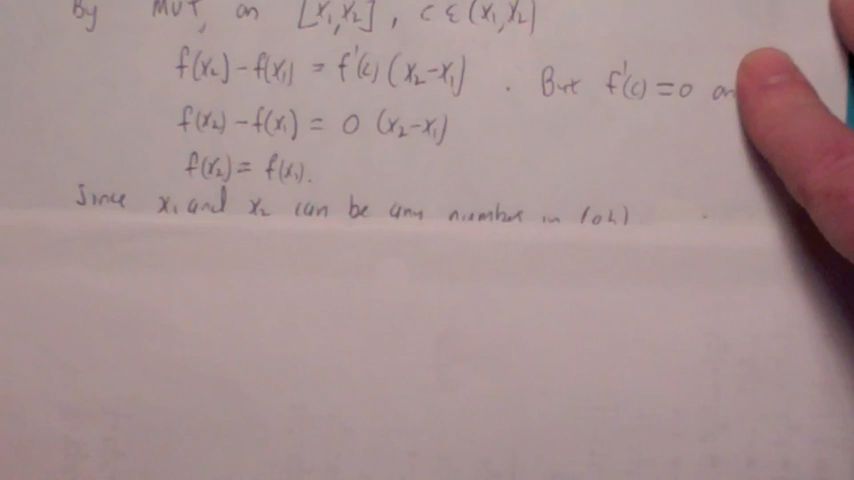 By MVT, on [x₁,x₂], c ε (x₁,x₂)
f(x₂) - f(x₁) = f'(c) (x₂-x₁) . But f'(c) = 0 on
f(x₂) - f(x₁) = 0 (x₂-x₁)
f(x₂) = f(x₁).
Since x₁ and x₂ can be any number in